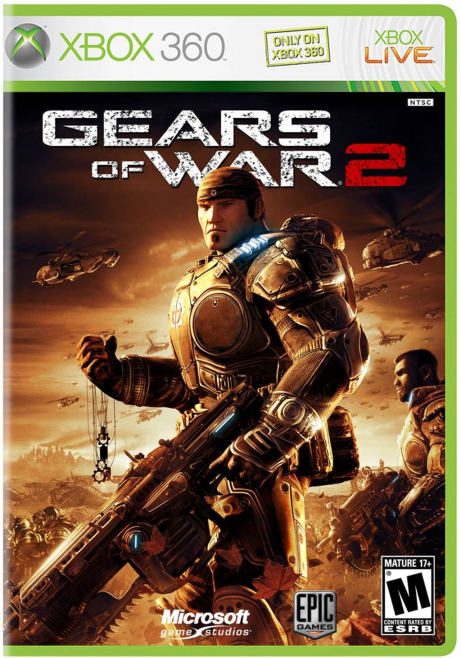 XBOX 360
ONLY ON
XBOX 360
XBOX
LIVE
NTSC
GEARS
OF WAR 2
MATURE 17+
M
CONTENT RATED BY
ESRB
Microsoft
game studios
EPIC
GAMES